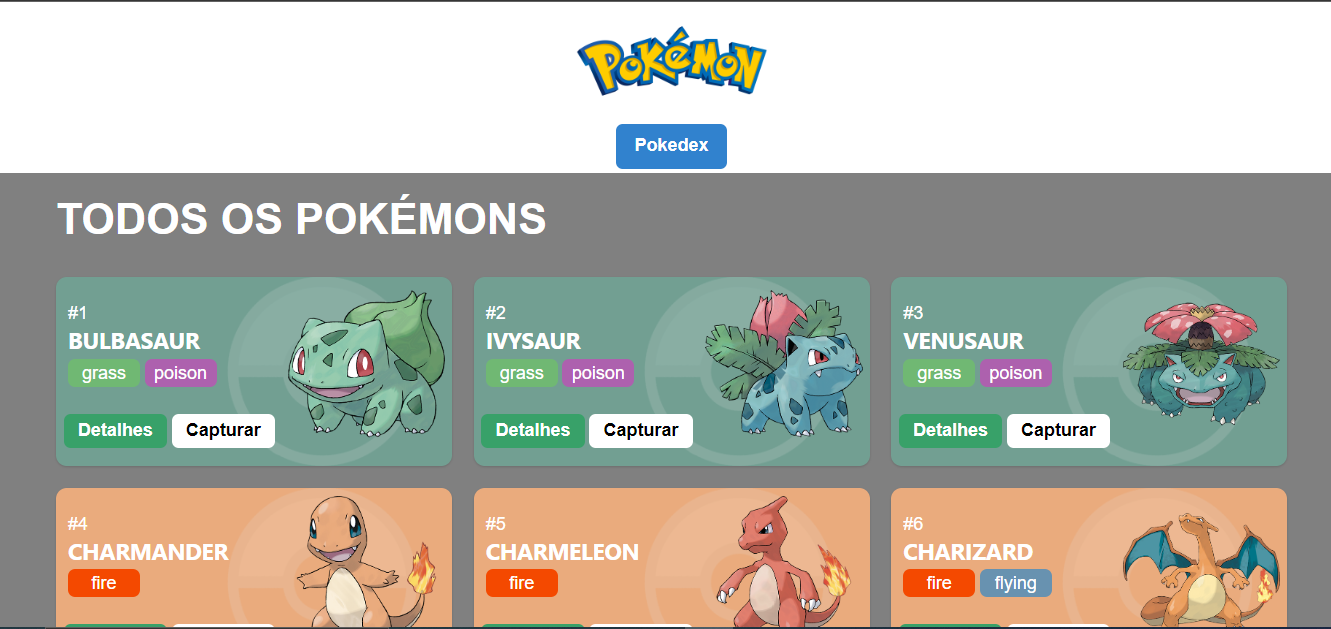 POKÉMON
Pokedex
TODOS OS POKÉMONS
#1
BULBASAUR
grass poison
Detalhes Capturar
#2
IVYSAUR
grass poison
Detalhes Capturar
#3
VENUSAUR
grass poison
Detalhes Capturar
#4
CHARMANDER
fire
#5
CHARMELEON
fire
#6
CHARIZARD
fire flying